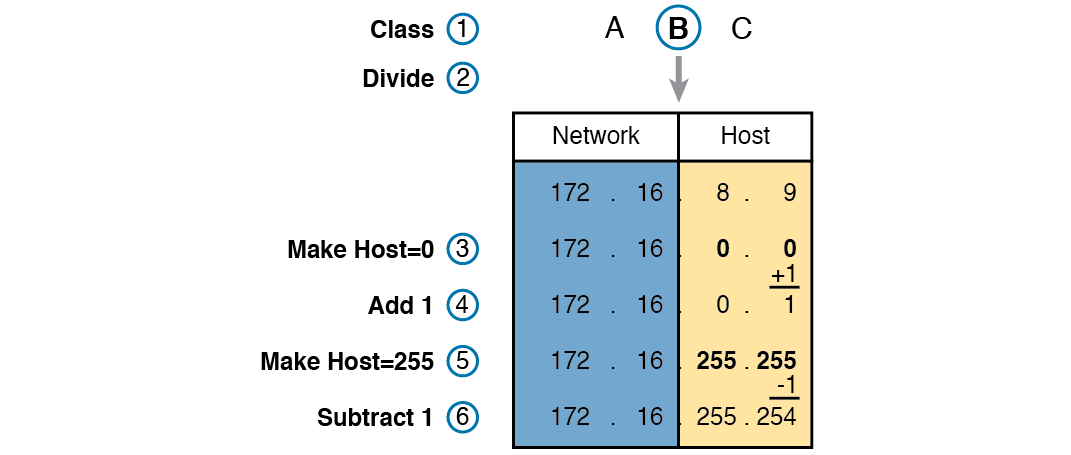 Class 1 A B C
Divide 2
Network Host
172 . 16 . 8 . 9
Make Host=0 3 172 . 16 . 0 . 0
+1
Add 1 4 172 . 16 . 0 . 1
Make Host=255 5 172 . 16 . 255 . 255
-1
Subtract 1 6 172 . 16 . 255 . 254